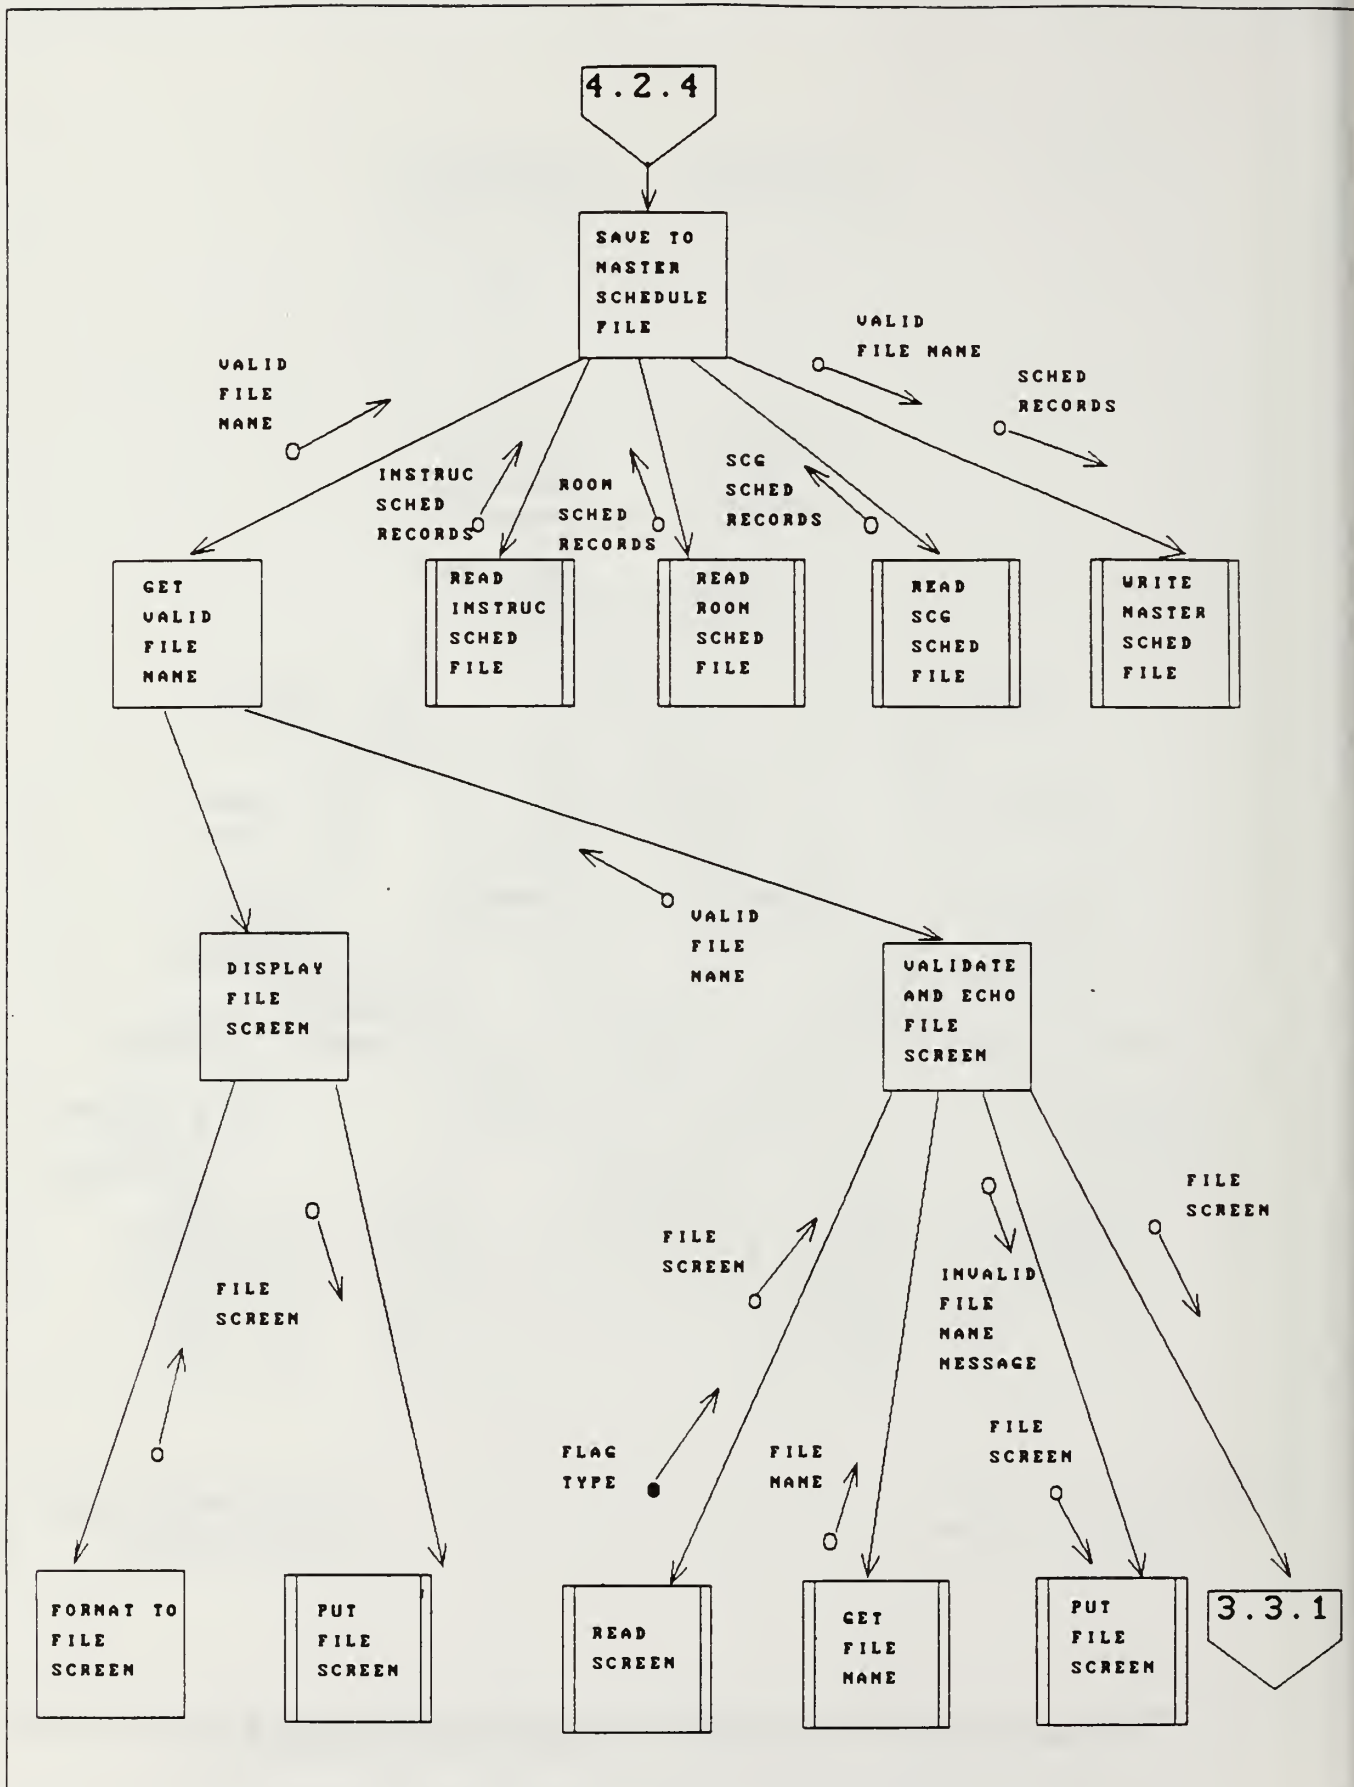 4.2.4
SAVE TO
MASTER
SCHEDULE
FILE
VALID
FILE NAME
SCHED
RECORDS
VALID
FILE
NAME
INSTRUC
SCHED
RECORDS
ROOM
SCHED
RECORDS
SCG
SCHED
RECORDS
GET
VALID
FILE
NAME
READ
INSTRUC
SCHED
FILE
READ
ROOM
SCHED
FILE
READ
SCG
SCHED
FILE
WRITE
MASTER
SCHED
FILE
VALID
FILE
NAME
DISPLAY
FILE
SCREEN
VALIDATE
AND ECHO
FILE
SCREEN
FILE
SCREEN
FILE
SCREEN
INVALID
FILE
NAME
MESSAGE
FILE
SCREEN
FLAG
TYPE
FILE
NAME
FILE
SCREEN
FORMAT TO
FILE
SCREEN
PUT
FILE
SCREEN
READ
SCREEN
GET
FILE
NAME
PUT
FILE
SCREEN
3.3.1